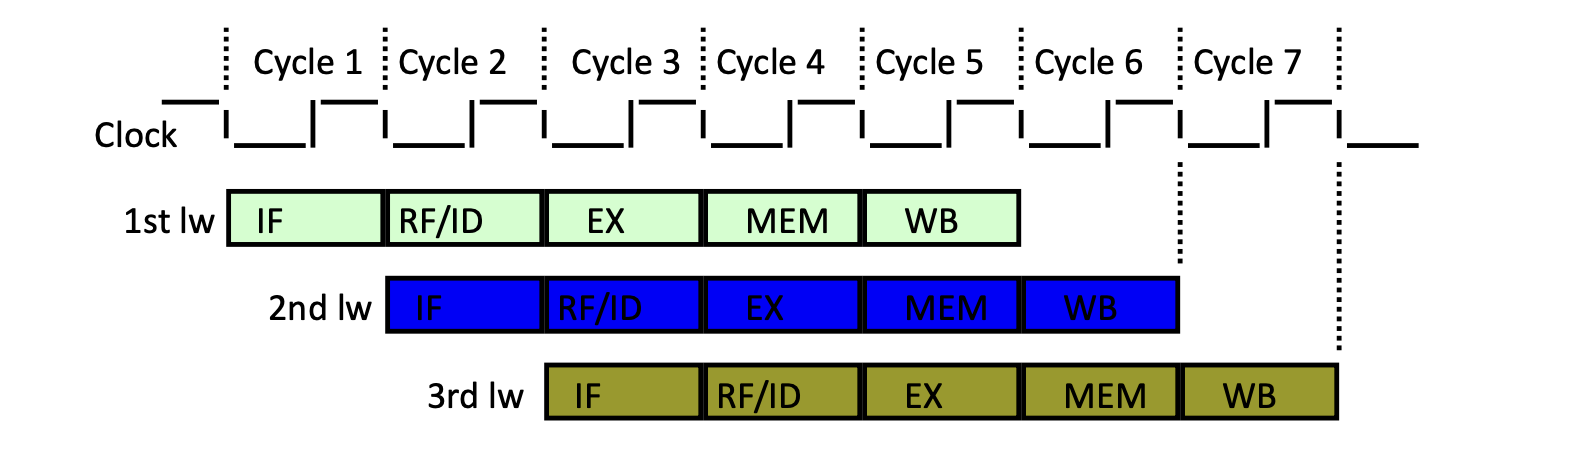 Cycle 1 Cycle 2 Cycle 3 Cycle 4 Cycle 5 Cycle 6 Cycle 7
Clock
1st lw IF RF/ID EX MEM WB
2nd lw IF RF/ID EX MEM WB
3rd lw IF RF/ID EX MEM WB